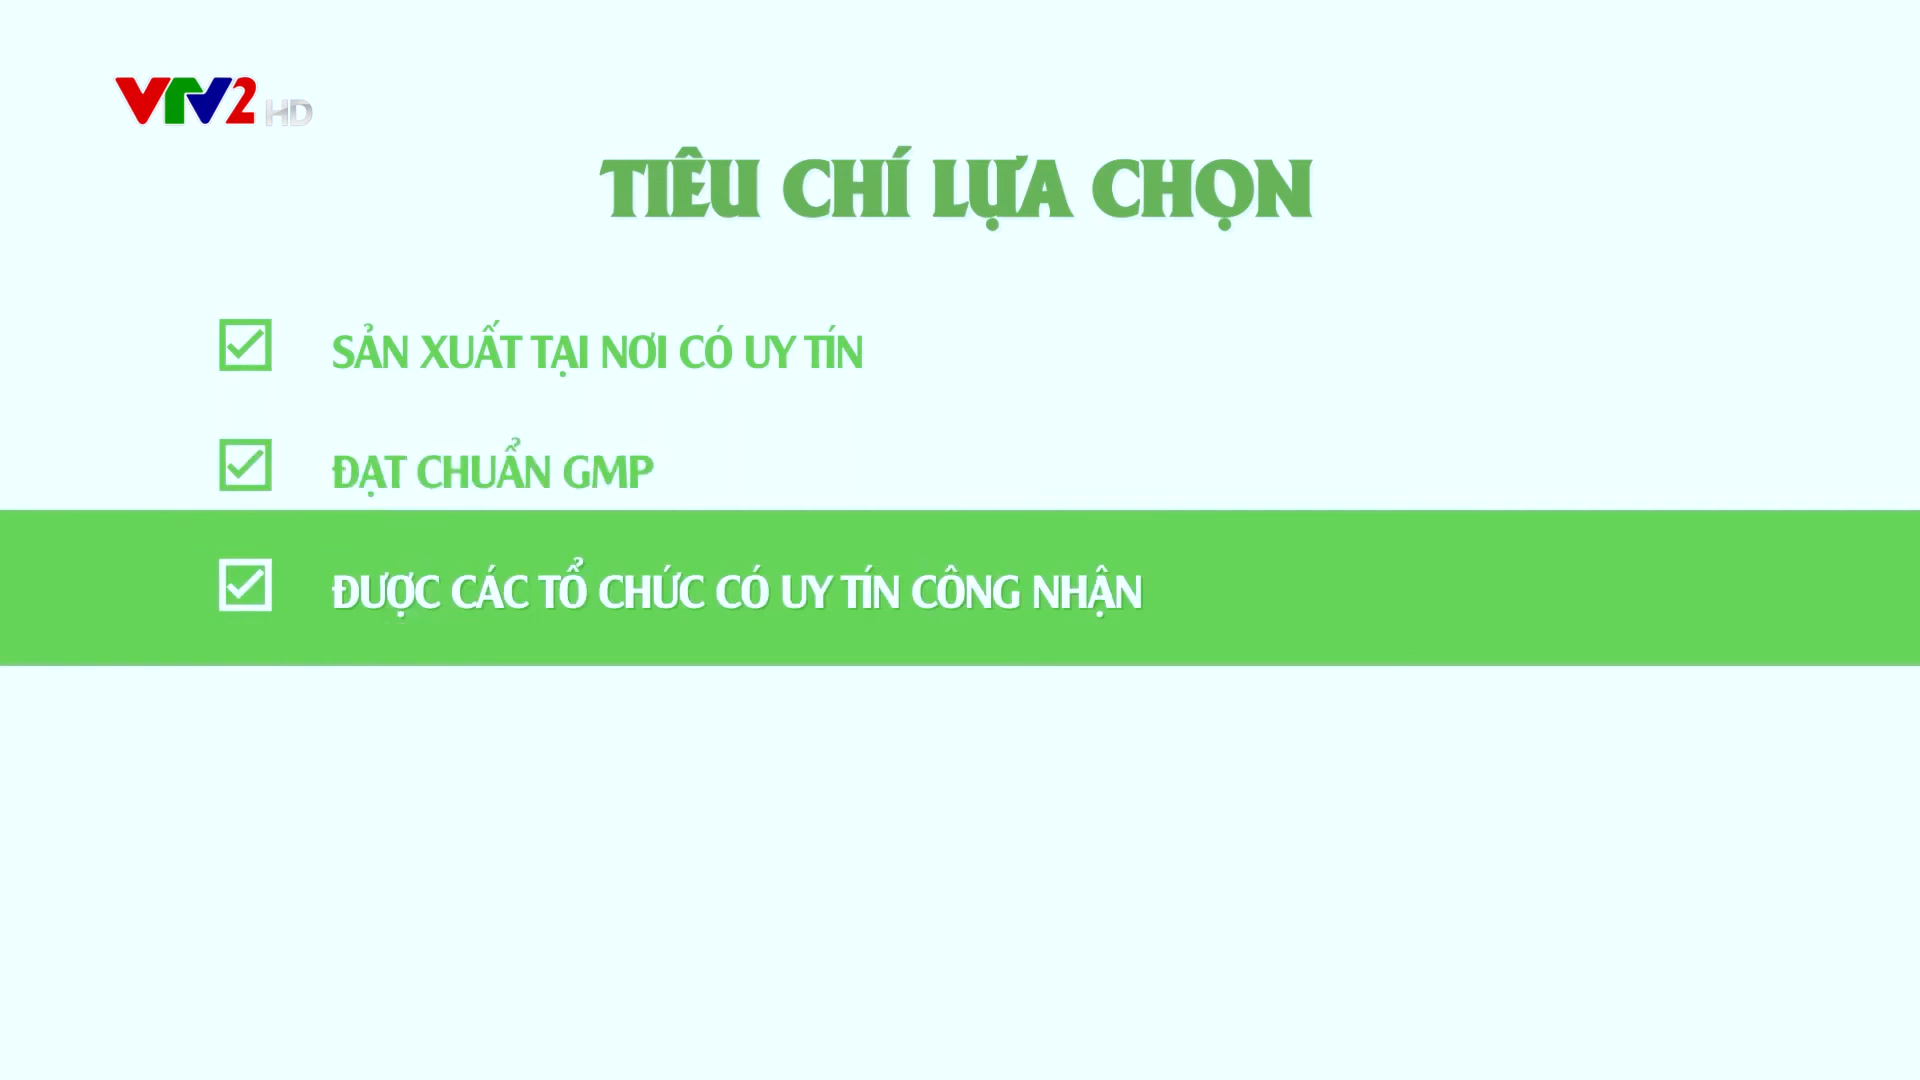 VTV2 HD
TIÊU CHÍ LỰA CHỌN
SẢN XUẤT TẠI NƠI CÓ UY TÍN
ĐẠT CHUẨN GMP
ĐƯỢC CÁC TỔ CHỨC CÓ UY TÍN CÔNG NHẬN